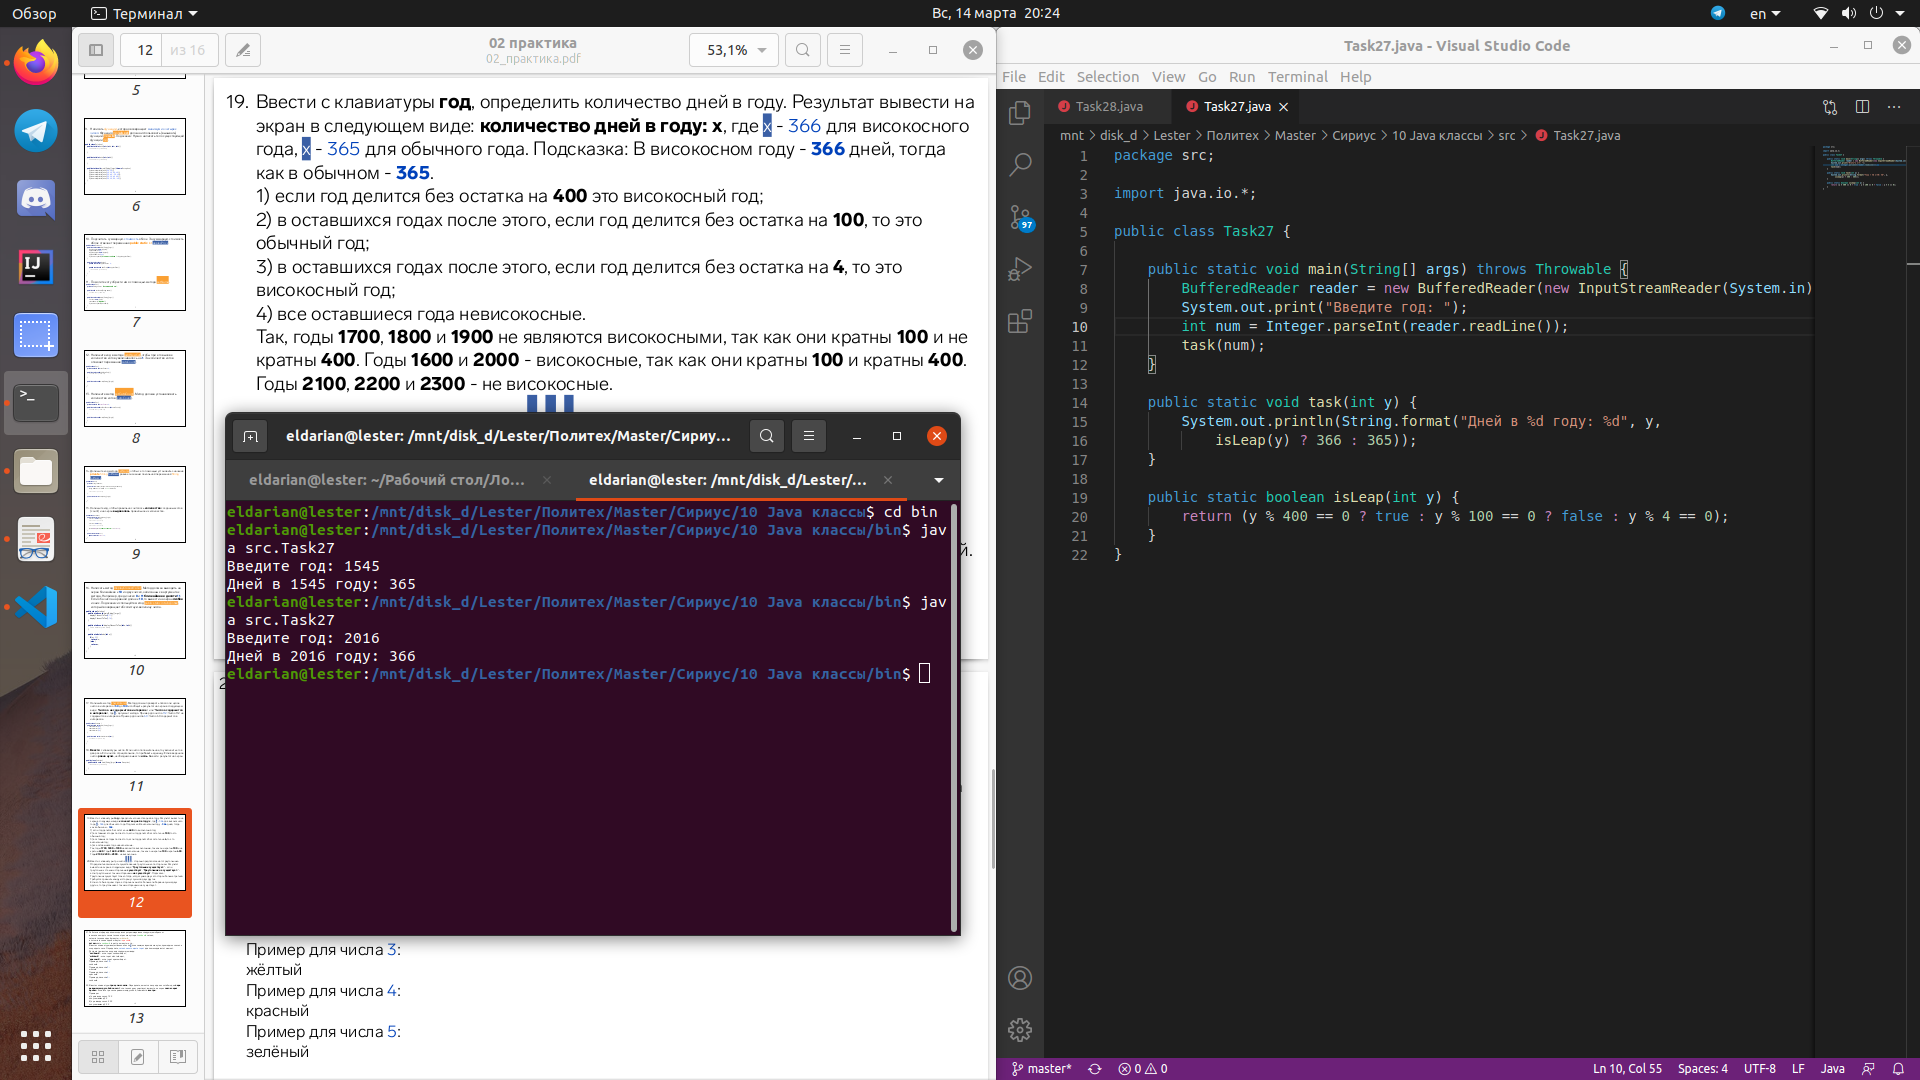 Обзор
Терминал
Вс, 14 марта 20:24
en
12
из 16
02 практика
02_практика.pdf
53,1%
5
6
7
8
9
10
11
12
13
19. Ввести с клавиатуры год, определить количество дней в году. Результат вывести на
экран в следующем виде: количество дней в году: x, где x - 366 для високосного
года, x - 365 для обычного года. Подсказка: В високосном году - 366 дней, тогда
как в обычном - 365.
1) если год делится без остатка на 400 это високосный год;
2) в оставшихся годах после этого, если год делится без остатка на 100, то это
обычный год;
3) в оставшихся годах после этого, если год делится без остатка на 4, то это
високосный год;
4) все оставшиеся года невисокосные.
Так, годы 1700, 1800 и 1900 не являются високосными, так как они кратны 100 и не
кратны 400. Годы 1600 и 2000 - високосные, так как они кратны 100 и кратны 400.
Годы 2100, 2200 и 2300 - не високосные.
eldarian@lester: /mnt/disk_d/Lester/Политех/Master/Сириу...
eldarian@lester: ~/Рабочий стол/Ло...
eldarian@lester: /mnt/disk_d/Lester/...
eldarian@lester:/mnt/disk_d/Lester/Политех/Master/Сириус/10 Java классы$ cd bin
eldarian@lester:/mnt/disk_d/Lester/Политех/Master/Сириус/10 Java классы/bin$ jav
a src.Task27
Введите год: 1545
Дней в 1545 году: 365
eldarian@lester:/mnt/disk_d/Lester/Политех/Master/Сириус/10 Java классы/bin$ jav
a src.Task27
Введите год: 2016
Дней в 2016 году: 366
eldarian@lester:/mnt/disk_d/Lester/Политех/Master/Сириус/10 Java классы/bin$
Пример для числа 3:
жёлтый
Пример для числа 4:
красный
Пример для числа 5:
зелёный
Task27.java - Visual Studio Code
File Edit Selection View Go Run Terminal Help
Task28.java
Task27.java
mnt > disk_d > Lester > Политех > Master > Сириус > 10 Java классы > src > Task27.java
97
1 package src;
2
3 import java.io.*;
4
5 public class Task27 {
6
7 public static void main(String[] args) throws Throwable {
8 BufferedReader reader = new BufferedReader(new InputStreamReader(System.in)
9 System.out.print("Введите год: ");
10 int num = Integer.parseInt(reader.readLine());
11 task(num);
12 }
13
14 public static void task(int y) {
15 System.out.println(String.format("Дней в %d году: %d", y,
16 isLeap(y) ? 366 : 365));
17 }
18
19 public static boolean isLeap(int y) {
20 return (y % 400 == 0 ? true : y % 100 == 0 ? false : y % 4 == 0);
21 }
22 }
master*
0 0
Ln 10, Col 55
Spaces: 4
UTF-8
LF
Java